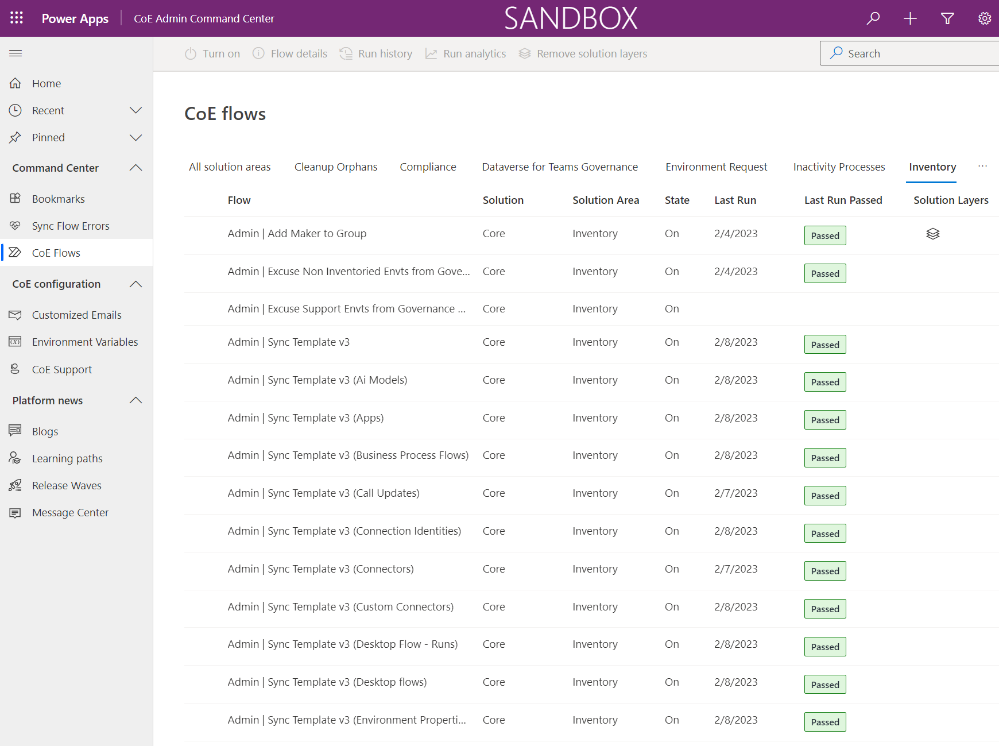 Power Apps CoE Admin Command Center SANDBOX
Turn on Flow details Run history Run analytics Remove solution layers Search
Home
Recent
Pinned
Command Center
Bookmarks
Sync Flow Errors
CoE Flows
CoE configuration
Customized Emails
Environment Variables
CoE Support
Platform news
Blogs
Learning paths
Release Waves
Message Center
CoE flows
All solution areas Cleanup Orphans Compliance Dataverse for Teams Governance Environment Request Inactivity Processes Inventory ...
Flow Solution Solution Area State Last Run Last Run Passed Solution Layers
Admin | Add Maker to Group Core Inventory On 2/4/2023 Passed
Admin | Excuse Non Inventoried Envts from Gove... Core Inventory On 2/4/2023 Passed
Admin | Excuse Support Envts from Governance ... Core Inventory On
Admin | Sync Template v3 Core Inventory On 2/8/2023 Passed
Admin | Sync Template v3 (Ai Models) Core Inventory On 2/8/2023 Passed
Admin | Sync Template v3 (Apps) Core Inventory On 2/8/2023 Passed
Admin | Sync Template v3 (Business Process Flows) Core Inventory On 2/8/2023 Passed
Admin | Sync Template v3 (Call Updates) Core Inventory On 2/7/2023 Passed
Admin | Sync Template v3 (Connection Identities) Core Inventory On 2/8/2023 Passed
Admin | Sync Template v3 (Connectors) Core Inventory On 2/7/2023 Passed
Admin | Sync Template v3 (Custom Connectors) Core Inventory On 2/8/2023 Passed
Admin | Sync Template v3 (Desktop Flow - Runs) Core Inventory On 2/8/2023 Passed
Admin | Sync Template v3 (Desktop flows) Core Inventory On 2/8/2023 Passed
Admin | Sync Template v3 (Environment Properti... Core Inventory On 2/8/2023 Passed